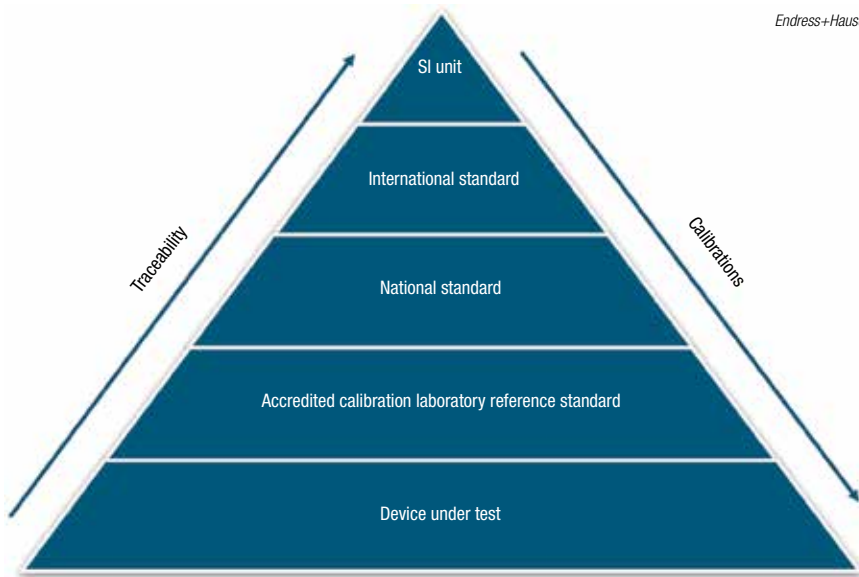 Endress+Haus
SI unit
International standard
Traceability
Calibrations
National standard
Accredited calibration laboratory reference standard
Device under test